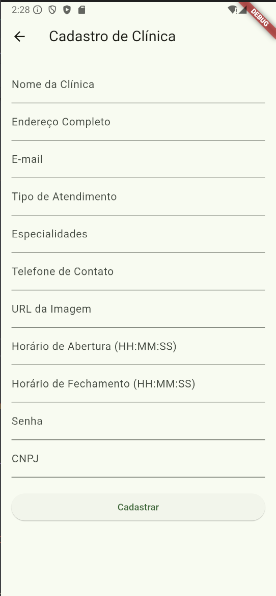 2:28
DEBUG
Cadastro de Clínica
Nome da Clínica
Endereço Completo
E-mail
Tipo de Atendimento
Especialidades
Telefone de Contato
URL da Imagem
Horário de Abertura (HH:MM:SS)
Horário de Fechamento (HH:MM:SS)
Senha
CNPJ
Cadastrar